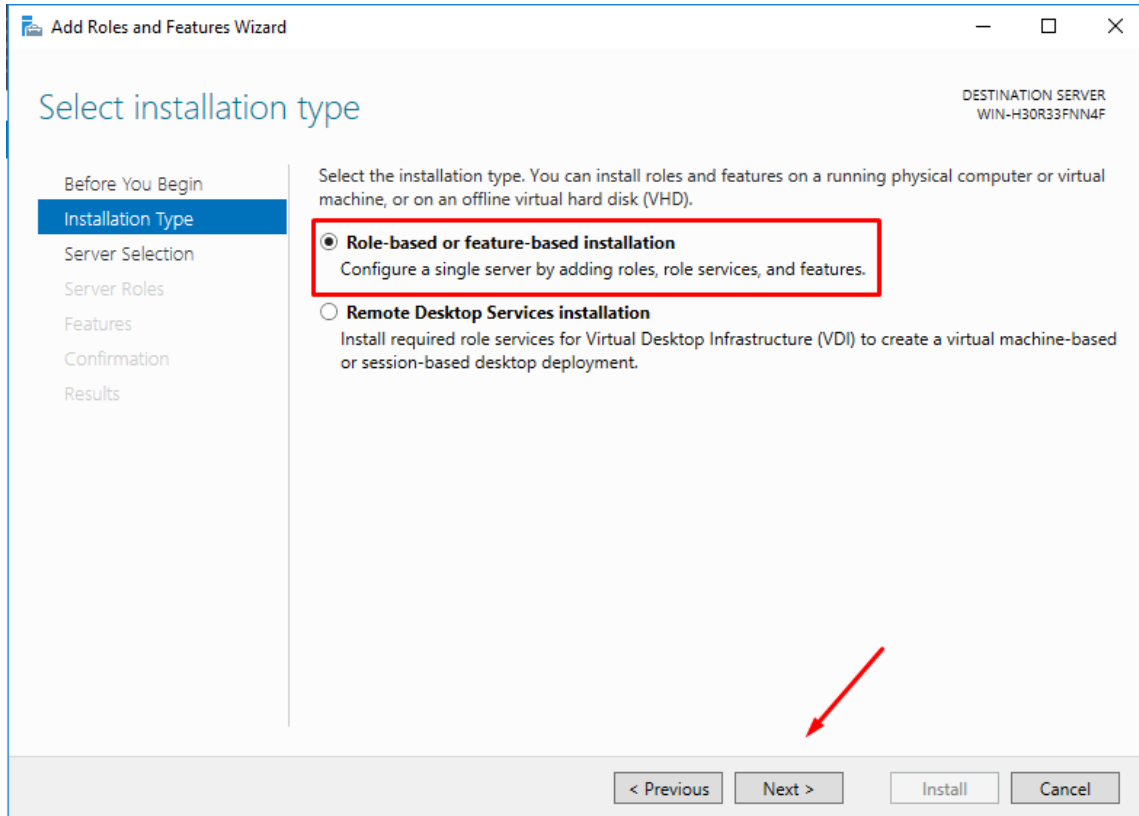 Add Roles and Features Wizard
Select installation type
DESTINATION SERVER
WIN-H30R33FNN4F
Before You Begin
Installation Type
Server Selection
Server Roles
Features
Confirmation
Results
Select the installation type. You can install roles and features on a running physical computer or virtual
machine, or on an offline virtual hard disk (VHD).
Role-based or feature-based installation
Configure a single server by adding roles, role services, and features.
Remote Desktop Services installation
Install required role services for Virtual Desktop Infrastructure (VDI) to create a virtual machine-based
or session-based desktop deployment.
< Previous
Next >
Install
Cancel